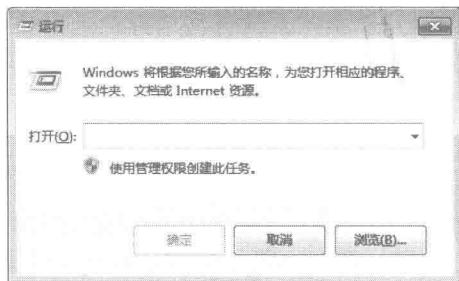 运行
Windows 将根据您所输入的名称，为您打开相应的程序、
文件夹、文档或 Internet 资源。
打开(O):
使用管理权限创建此任务。
确定
取消
浏览(B)...